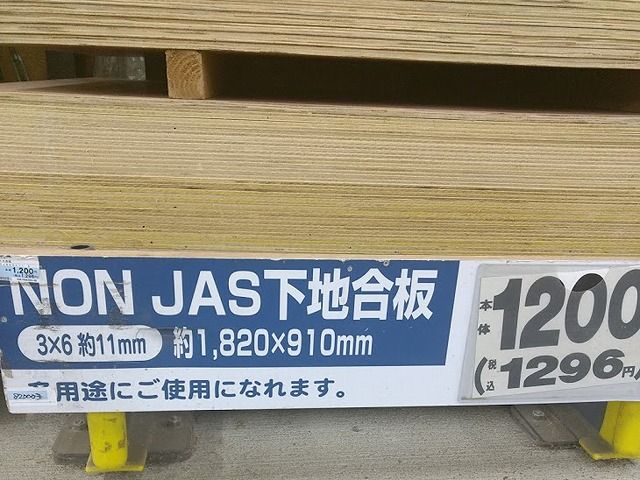 1,200
NON JAS下地合板
3×6 約11mm 約1,820×910mm
用途にご使用になれます。
本体 1200
(税込 1296円)